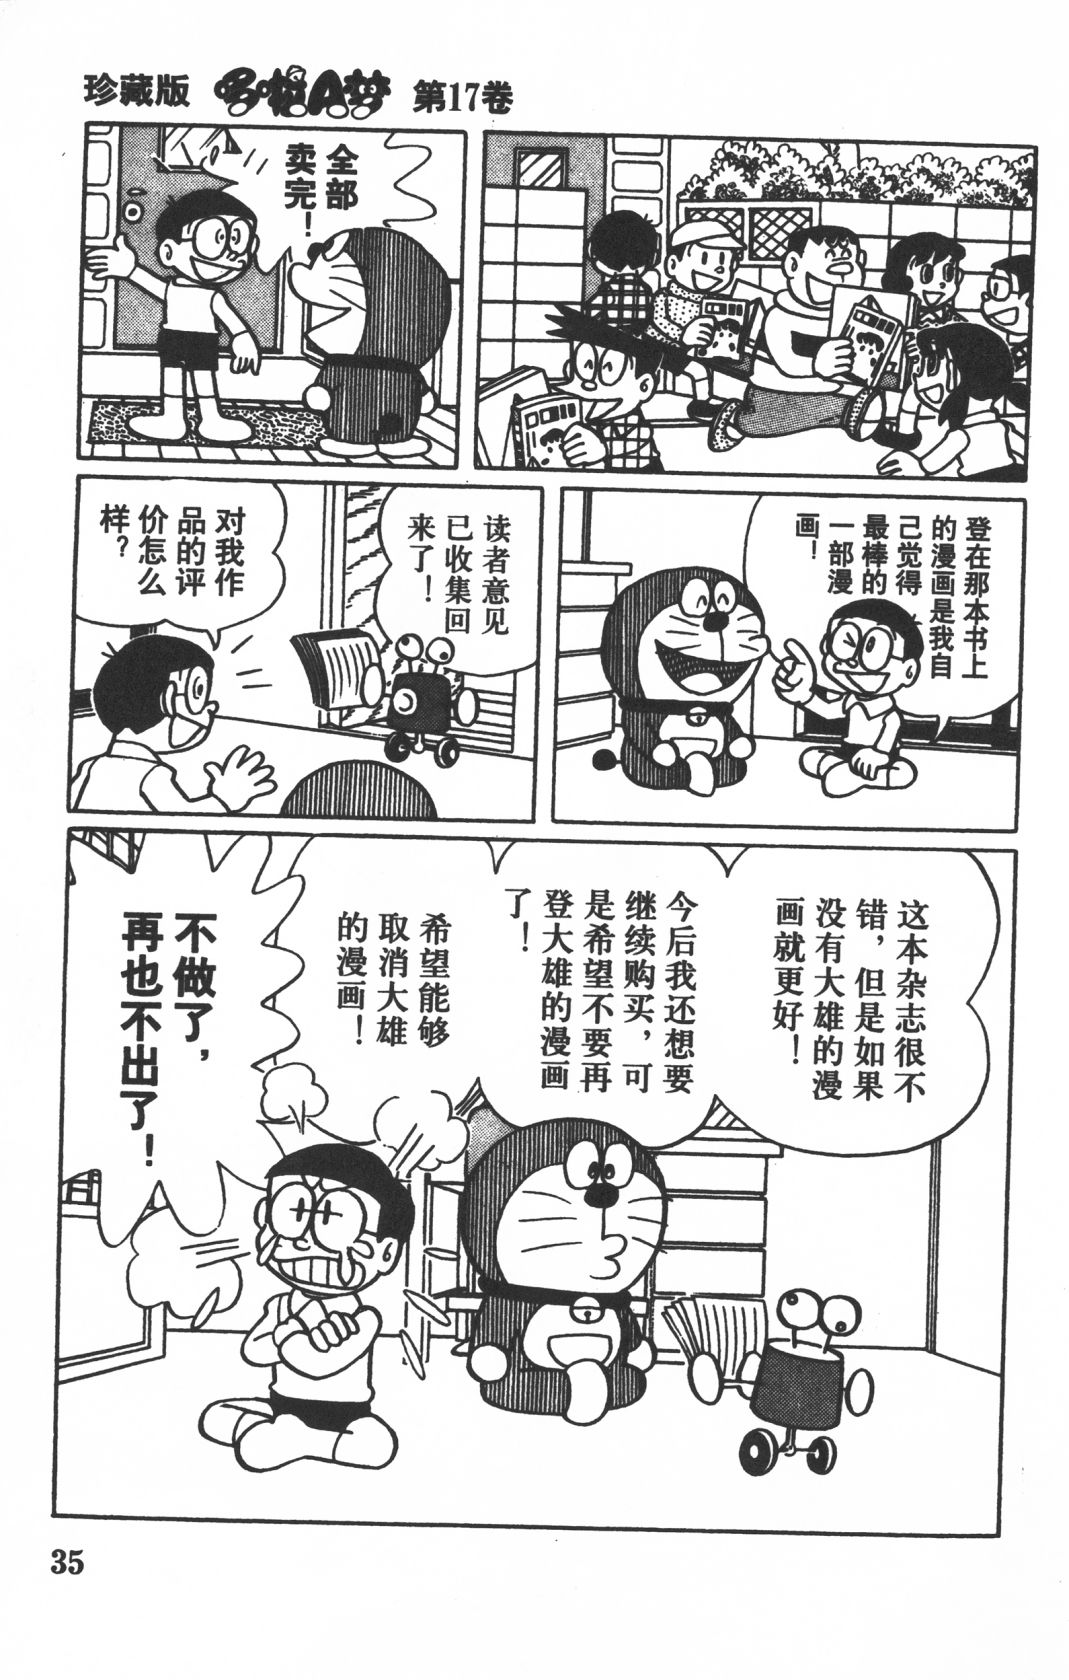 珍藏版 哆啦A梦 第17卷
全部
卖完!
登在那本书上
的漫画是我自
己觉得
最棒的
一部漫
画!
读者意见
已收集回
来了!
对我作
品的评
价怎么
样?
这本杂志很不
错,但是如果
没有大雄的漫
画就更好!
今后我还想要
继续购买,可
是希望不要再
登大雄的漫画
了!
希望能够
取消大雄
的漫画!
不做了,
再也不出了!
35